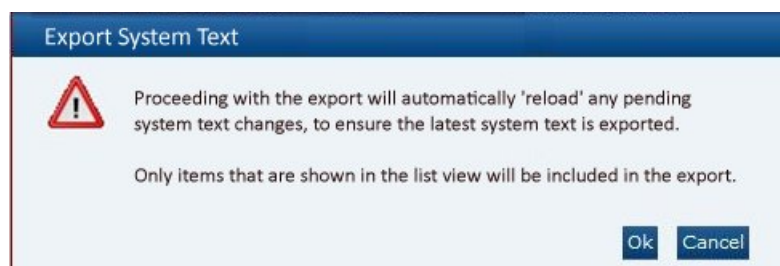 Export System Text
Proceeding with the export will automatically 'reload' any pending
system text changes, to ensure the latest system text is exported.
Only items that are shown in the list view will be included in the export.
Ok Cancel